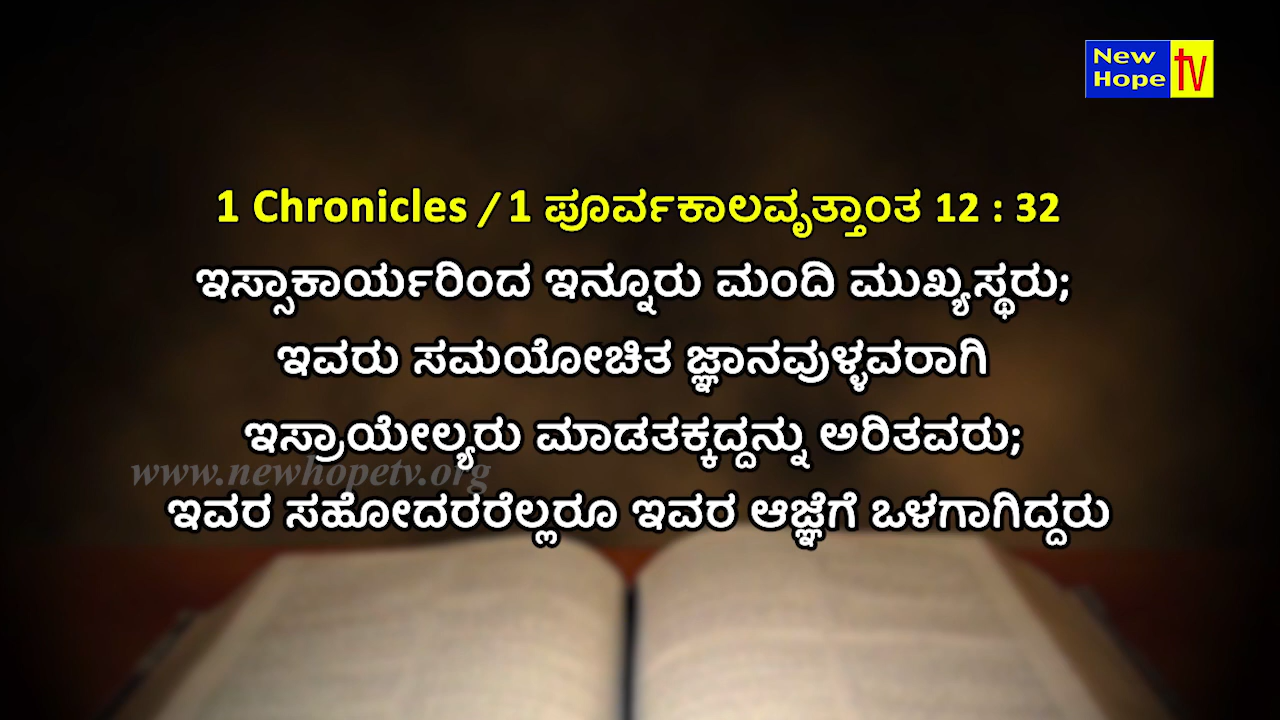 New
Hope tv
1 Chronicles / 1 ಪೂರ್ವಕಾಲವೃತ್ತಾಂತ 12 : 32
ಇಸ್ಸಾಕಾರ್ಯರಿಂದ ಇನ್ನೂರು ಮಂದಿ ಮುಖ್ಯಸ್ಥರು;
ಇವರು ಸಮಯೋಚಿತ ಜ್ಞಾನವುಳ್ಳವರಾಗಿ
ಇಸ್ರಾಯೇಲ್ಯರು ಮಾಡತಕ್ಕದ್ದನ್ನು ಅರಿತವರು;
www.newhopetv.org
ಇವರ ಸಹೋದರರೆಲ್ಲರೂ ಇವರ ಆಜ್ಞೆಗೆ ಒಳಗಾಗಿದ್ದರು